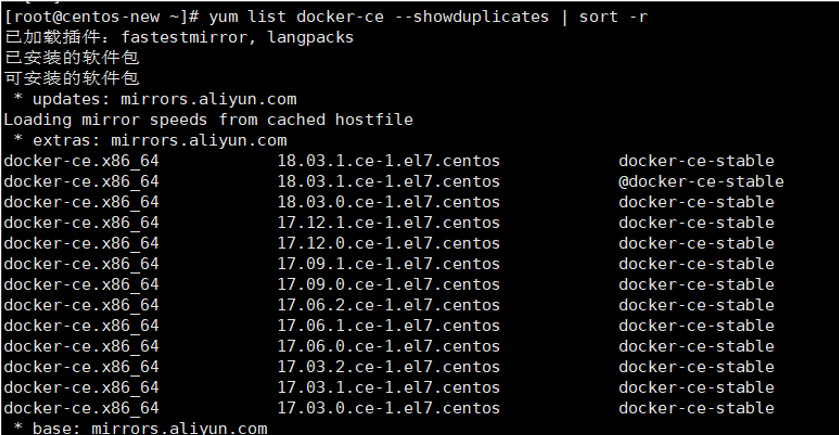 [root@centos-new ~]# yum list docker-ce --showduplicates | sort -r
已加载插件：fastestmirror, langpacks
已安装的软件包
可安装的软件包
 * updates: mirrors.aliyun.com
Loading mirror speeds from cached hostfile
 * extras: mirrors.aliyun.com
docker-ce.x86_64            18.03.1.ce-1.el7.centos            docker-ce-stable
docker-ce.x86_64            18.03.1.ce-1.el7.centos            @docker-ce-stable
docker-ce.x86_64            18.03.0.ce-1.el7.centos            docker-ce-stable
docker-ce.x86_64            17.12.1.ce-1.el7.centos            docker-ce-stable
docker-ce.x86_64            17.12.0.ce-1.el7.centos            docker-ce-stable
docker-ce.x86_64            17.09.1.ce-1.el7.centos            docker-ce-stable
docker-ce.x86_64            17.09.0.ce-1.el7.centos            docker-ce-stable
docker-ce.x86_64            17.06.2.ce-1.el7.centos            docker-ce-stable
docker-ce.x86_64            17.06.1.ce-1.el7.centos            docker-ce-stable
docker-ce.x86_64            17.06.0.ce-1.el7.centos            docker-ce-stable
docker-ce.x86_64            17.03.2.ce-1.el7.centos            docker-ce-stable
docker-ce.x86_64            17.03.1.ce-1.el7.centos            docker-ce-stable
docker-ce.x86_64            17.03.0.ce-1.el7.centos            docker-ce-stable
 * base: mirrors.aliyun.com